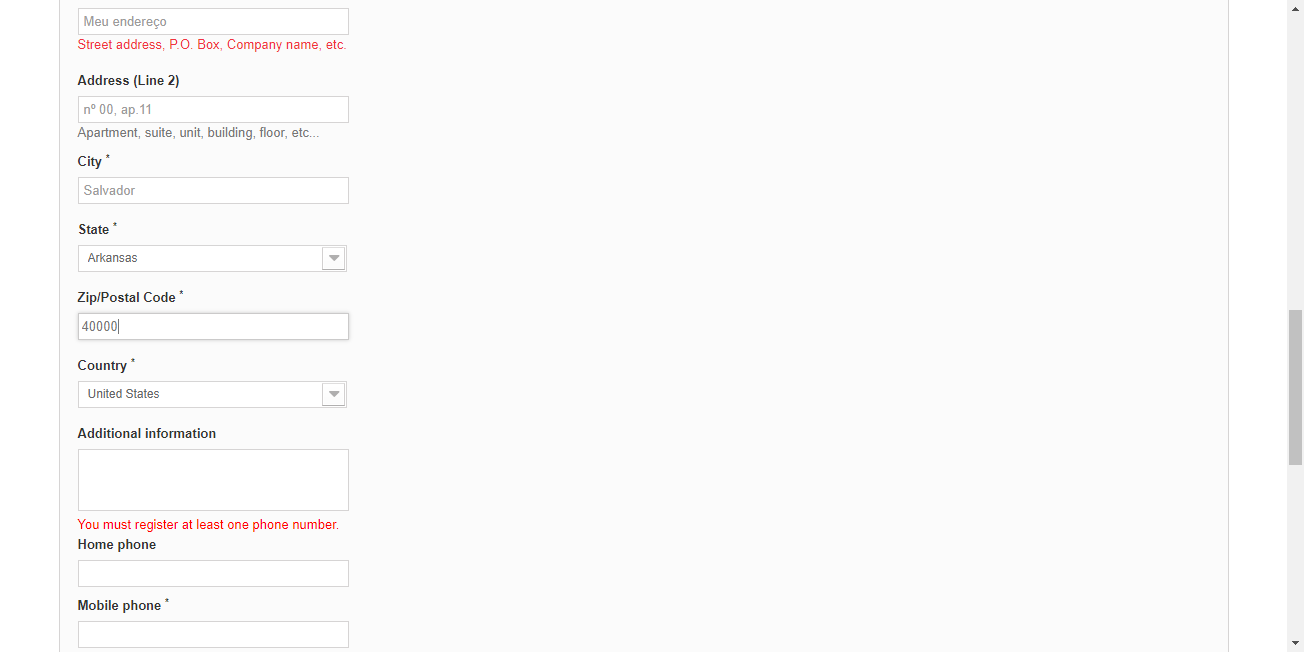 Meu endereço
Street address, P.O. Box, Company name, etc.
Address (Line 2)
nº 00, ap.11
Apartment, suite, unit, building, floor, etc...
City *
Salvador
State *
Arkansas
Zip/Postal Code *
40000
Country *
United States
Additional information
You must register at least one phone number.
Home phone
Mobile phone *